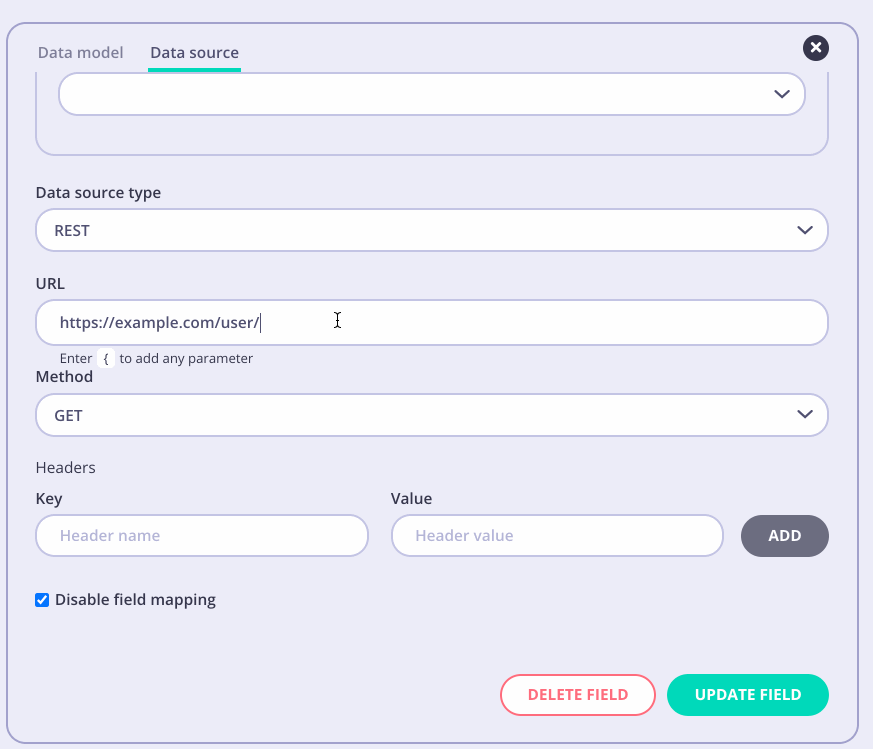 Data model Data source
Data source type
REST
URL
https://example.com/user/
Enter { to add any parameter
Method
GET
Headers
Key Value
Header name Header value ADD
Disable field mapping
DELETE FIELD UPDATE FIELD